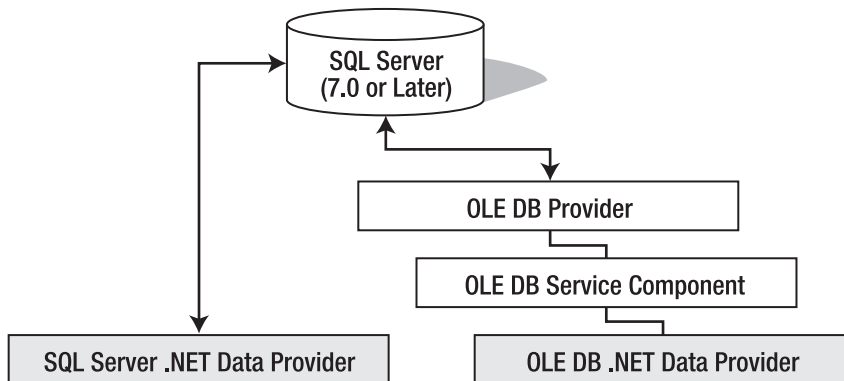 SQL Server
(7.0 or Later)
OLE DB Provider
OLE DB Service Component
SQL Server .NET Data Provider
OLE DB .NET Data Provider